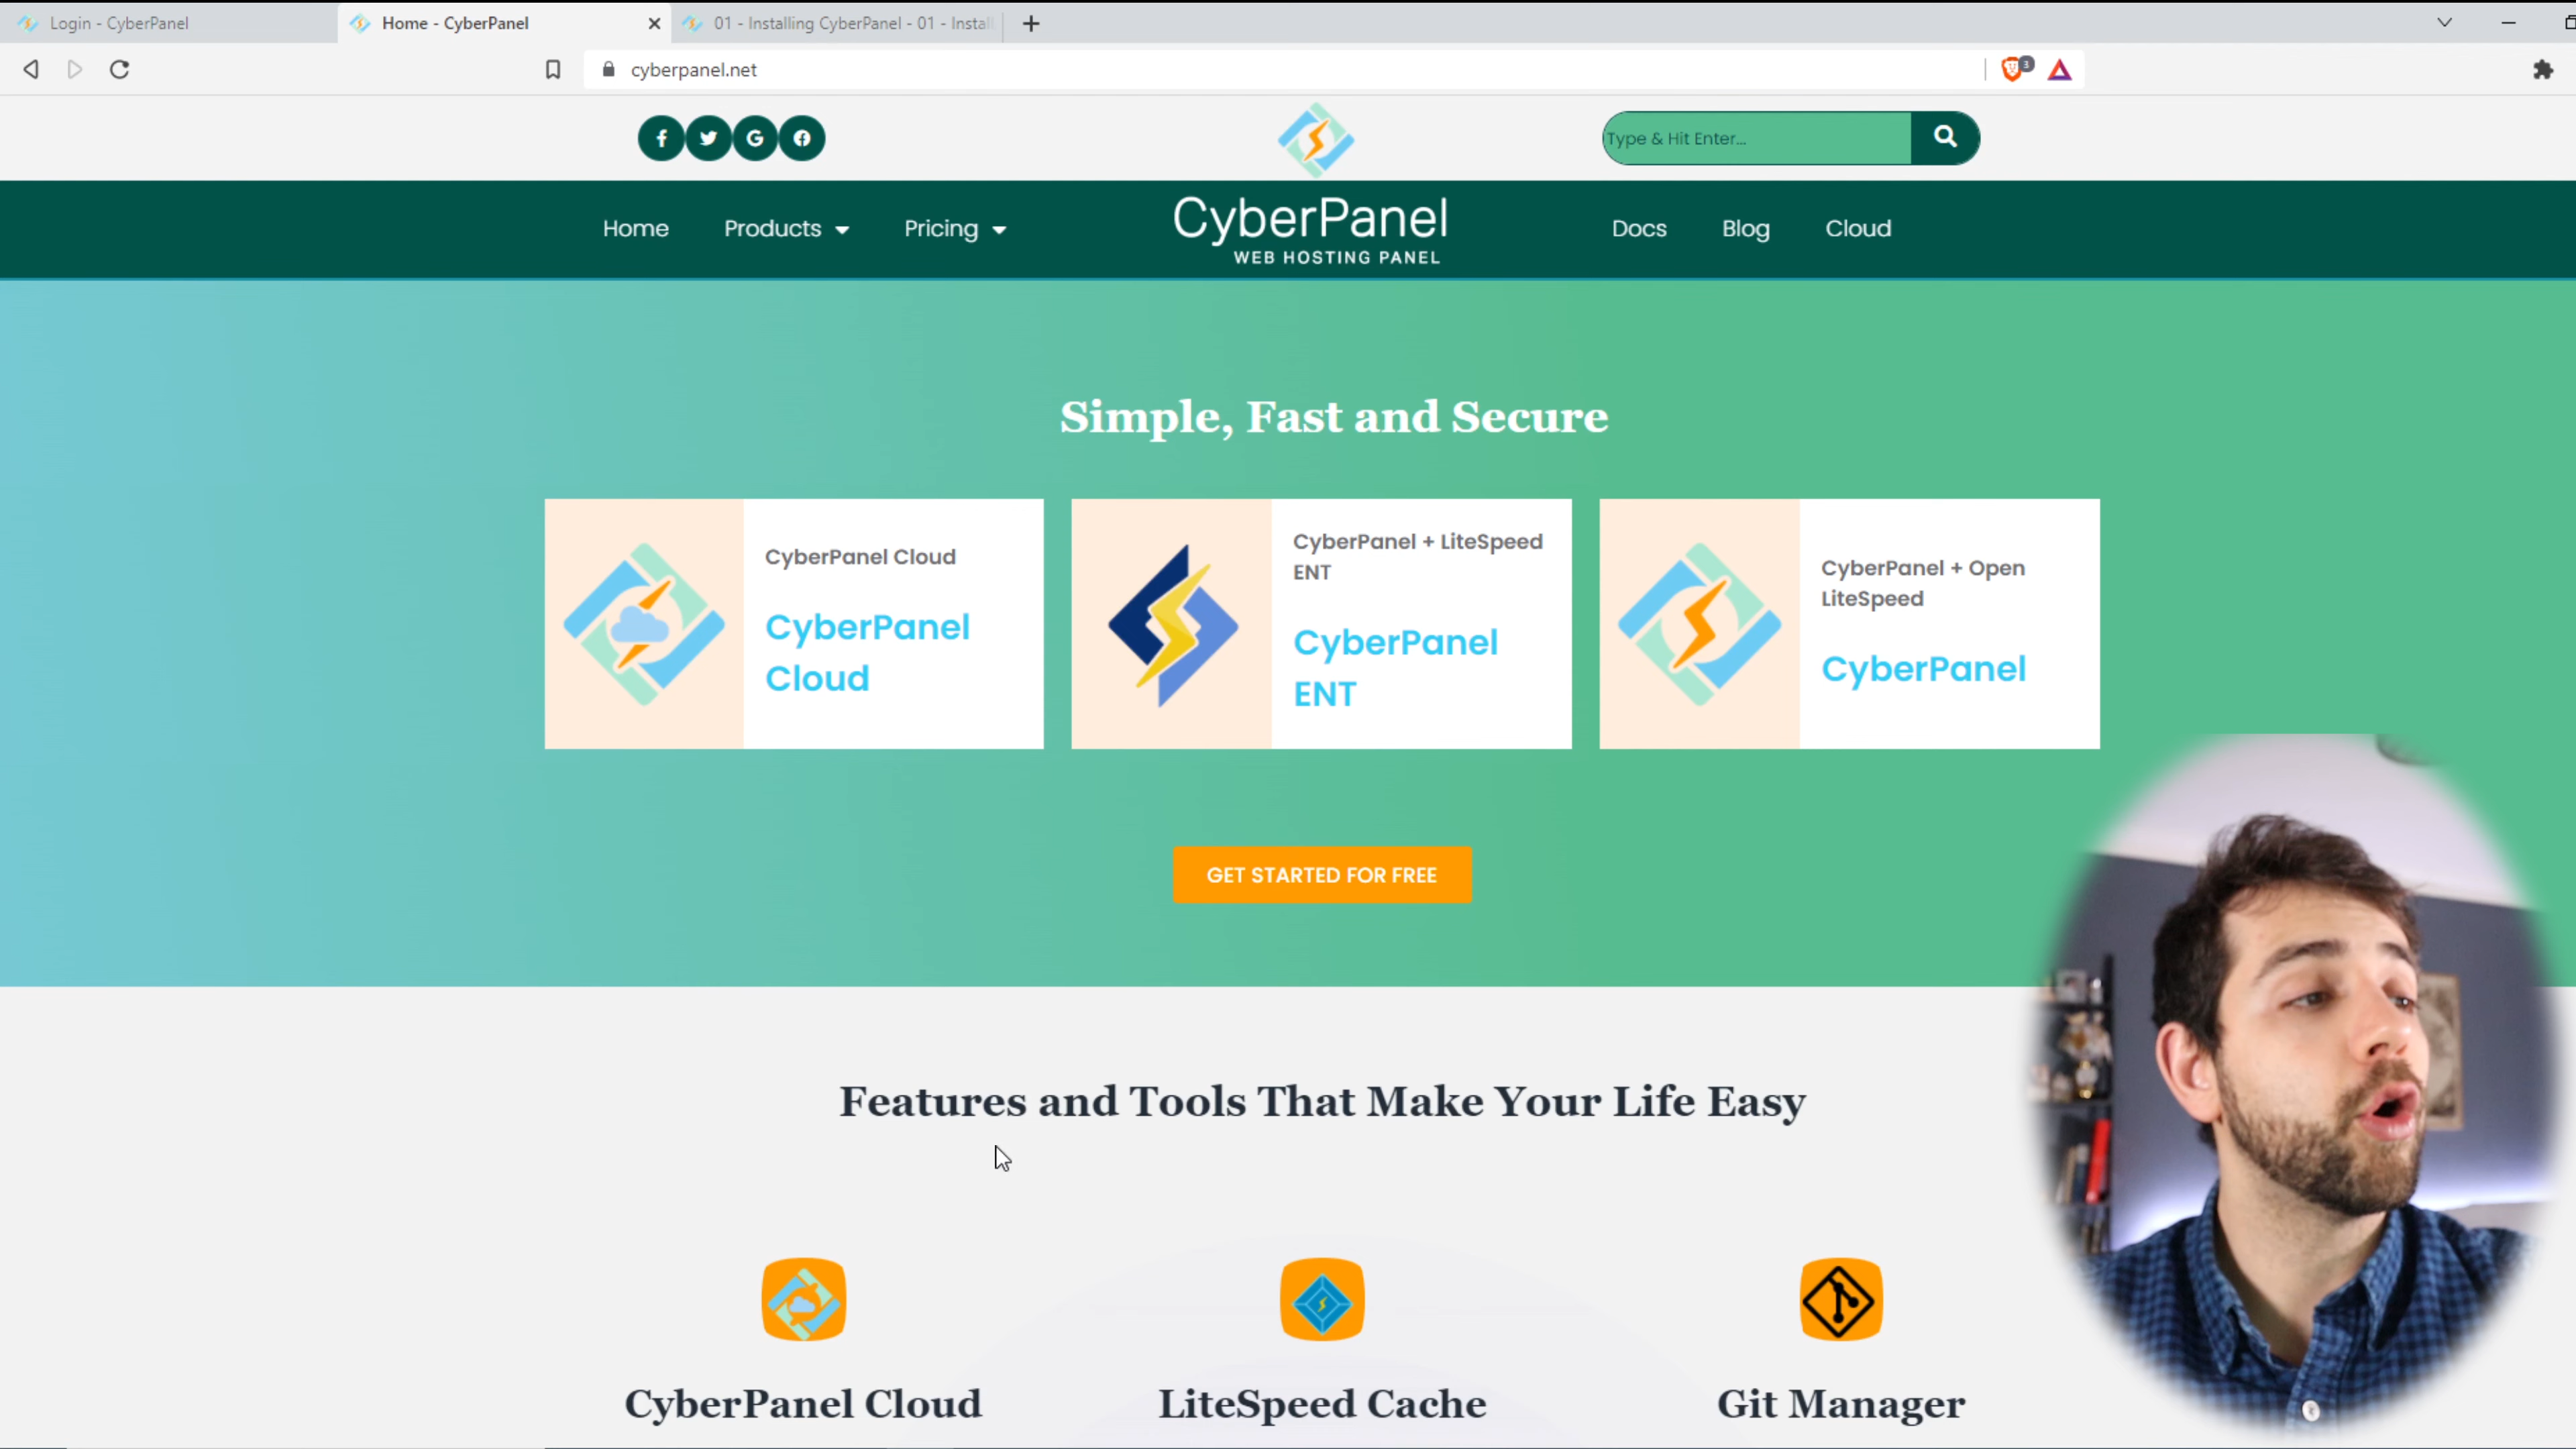 Login - CyberPanel
Home - CyberPanel
01 - Installing CyberPanel - 01 - Instal
cyberpanel.net
3
Type & Hit Enter...
Home
Products
Pricing
CyberPanel
WEB HOSTING PANEL
Docs
Blog
Cloud
Simple, Fast and Secure
CyberPanel Cloud
CyberPanel
Cloud
CyberPanel + LiteSpeed
ENT
CyberPanel
ENT
CyberPanel + Open
LiteSpeed
CyberPanel
GET STARTED FOR FREE
Features and Tools That Make Your Life Easy
CyberPanel Cloud
LiteSpeed Cache
Git Manager